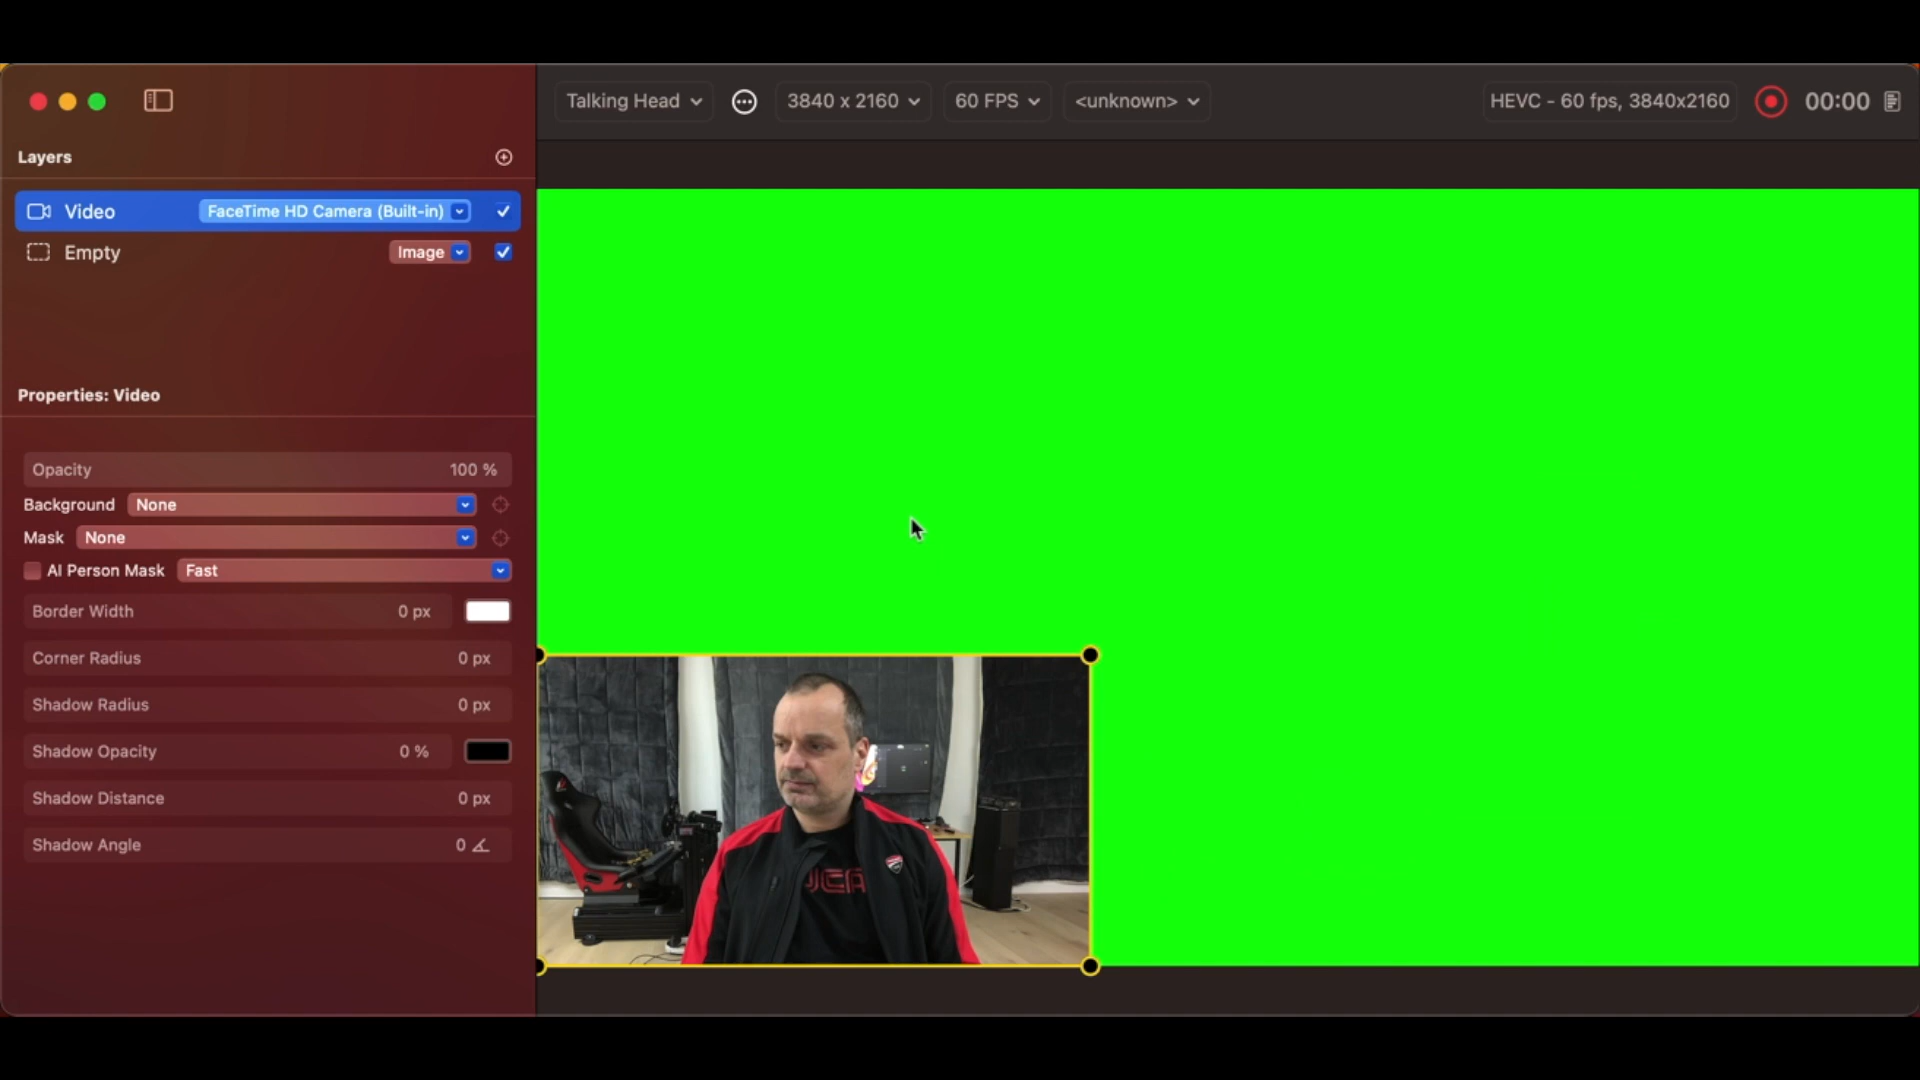 Talking Head
3840 x 2160
60 FPS
<unknown>
HEVC - 60 fps, 3840x2160
00:00
Layers
Video
FaceTime HD Camera (Built-in)
Empty
Image
Properties: Video
Opacity
100 %
Background
None
Mask
None
AI Person Mask
Fast
Border Width
0 px
Corner Radius
0 px
Shadow Radius
0 px
Shadow Opacity
0 %
Shadow Distance
0 px
Shadow Angle
0